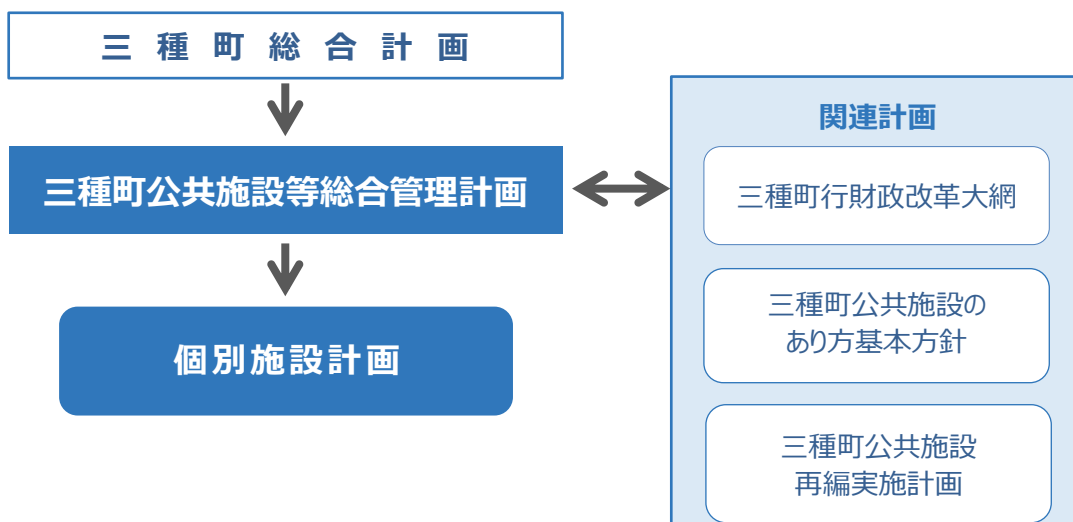 三種町総合計画
三種町公共施設等総合管理計画
個別施設計画
関連計画
三種町行財政改革大網
三種町公共施設の
あり方基本方針
三種町公共施設
再編実施計画